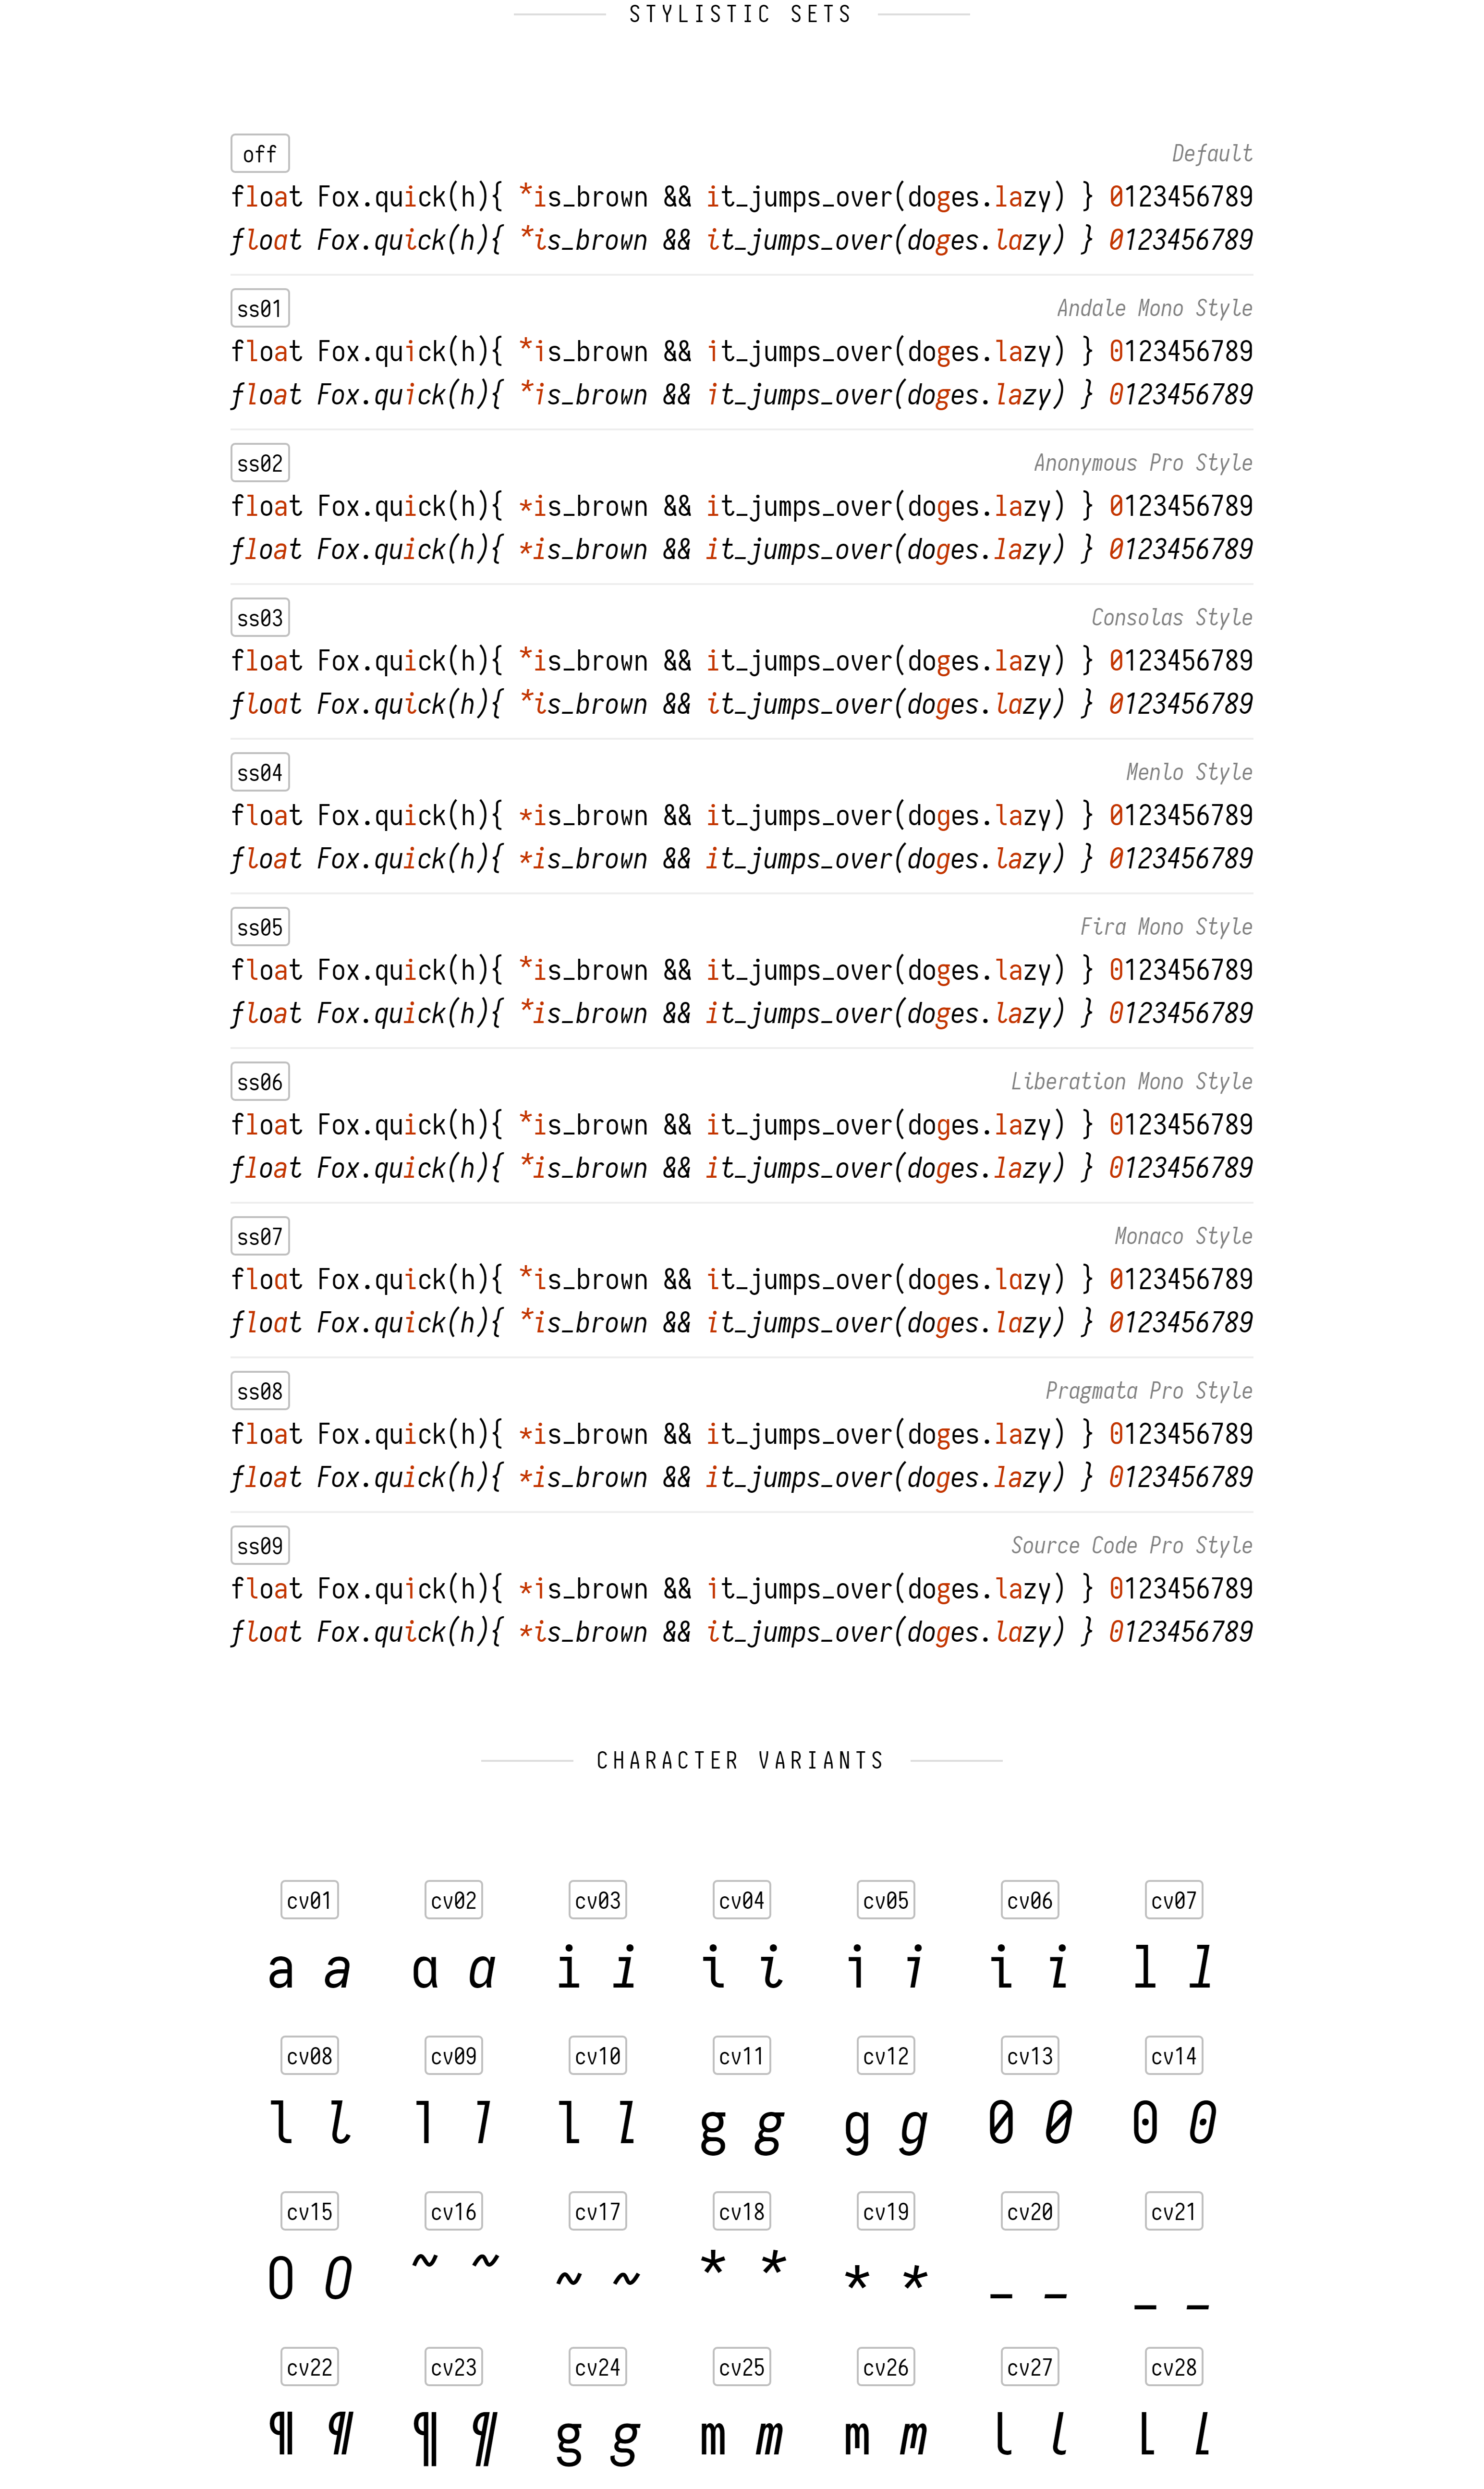 STYLISTIC SETS
off Default
float Fox.quick(h){ *is_brown && it_jumps_over(doges.lazy) } 0123456789
float Fox.quick(h){ *is_brown && it_jumps_over(doges.lazy) } 0123456789
ss01 Andale Mono Style
float Fox.quick(h){ *is_brown && it_jumps_over(doges.lazy) } 0123456789
float Fox.quick(h){ *is_brown && it_jumps_over(doges.lazy) } 0123456789
ss02 Anonymous Pro Style
float Fox.quick(h){ *is_brown && it_jumps_over(doges.lazy) } 0123456789
float Fox.quick(h){ *is_brown && it_jumps_over(doges.lazy) } 0123456789
ss03 Consolas Style
float Fox.quick(h){ *is_brown && it_jumps_over(doges.lazy) } 0123456789
float Fox.quick(h){ *is_brown && it_jumps_over(doges.lazy) } 0123456789
ss04 Menlo Style
float Fox.quick(h){ *is_brown && it_jumps_over(doges.lazy) } 0123456789
float Fox.quick(h){ *is_brown && it_jumps_over(doges.lazy) } 0123456789
ss05 Fira Mono Style
float Fox.quick(h){ *is_brown && it_jumps_over(doges.lazy) } 0123456789
float Fox.quick(h){ *is_brown && it_jumps_over(doges.lazy) } 0123456789
ss06 Liberation Mono Style
float Fox.quick(h){ *is_brown && it_jumps_over(doges.lazy) } 0123456789
float Fox.quick(h){ *is_brown && it_jumps_over(doges.lazy) } 0123456789
ss07 Monaco Style
float Fox.quick(h){ *is_brown && it_jumps_over(doges.lazy) } 0123456789
float Fox.quick(h){ *is_brown && it_jumps_over(doges.lazy) } 0123456789
ss08 Pragmata Pro Style
float Fox.quick(h){ *is_brown && it_jumps_over(doges.lazy) } 0123456789
float Fox.quick(h){ *is_brown && it_jumps_over(doges.lazy) } 0123456789
ss09 Source Code Pro Style
float Fox.quick(h){ *is_brown && it_jumps_over(doges.lazy) } 0123456789
float Fox.quick(h){ *is_brown && it_jumps_over(doges.lazy) } 0123456789
CHARACTER VARIANTS
cv01 cv02 cv03 cv04 cv05 cv06 cv07
a a a a i i i i i i i i l l
cv08 cv09 cv10 cv11 cv12 cv13 cv14
l l l l l l g g g g 0 0 0 0
cv15 cv16 cv17 cv18 cv19 cv20 cv21
0 0 ~ ~ ~ ~ * * * * _ _ _ _
cv22 cv23 cv24 cv25 cv26 cv27 cv28
¶ ¶ ¶ ¶ g g m m m m l l L L